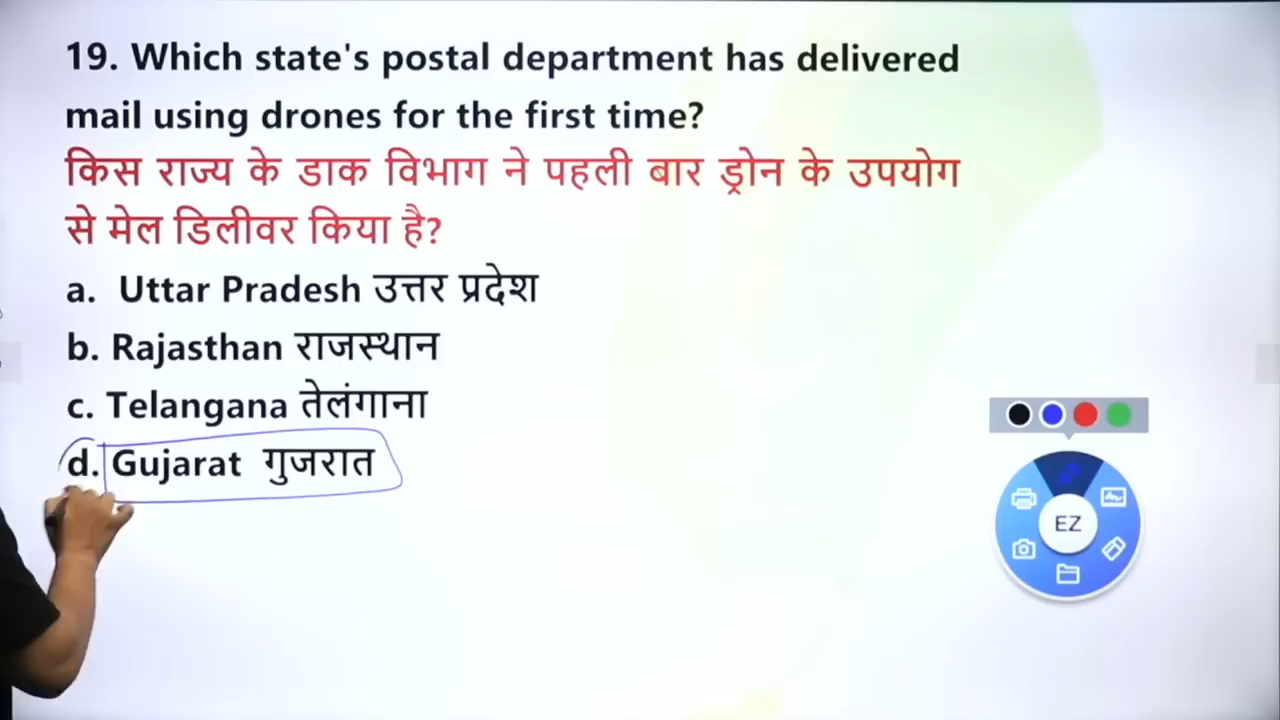 19. Which state's postal department has delivered
mail using drones for the first time?
किस राज्य के डाक विभाग ने पहली बार ड्रोन के उपयोग
से मेल डिलीवर किया है?
a. Uttar Pradesh उत्तर प्रदेश
b. Rajasthan राजस्थान
c. Telangana तेलंगाना
d. Gujarat गुजरात
EZ